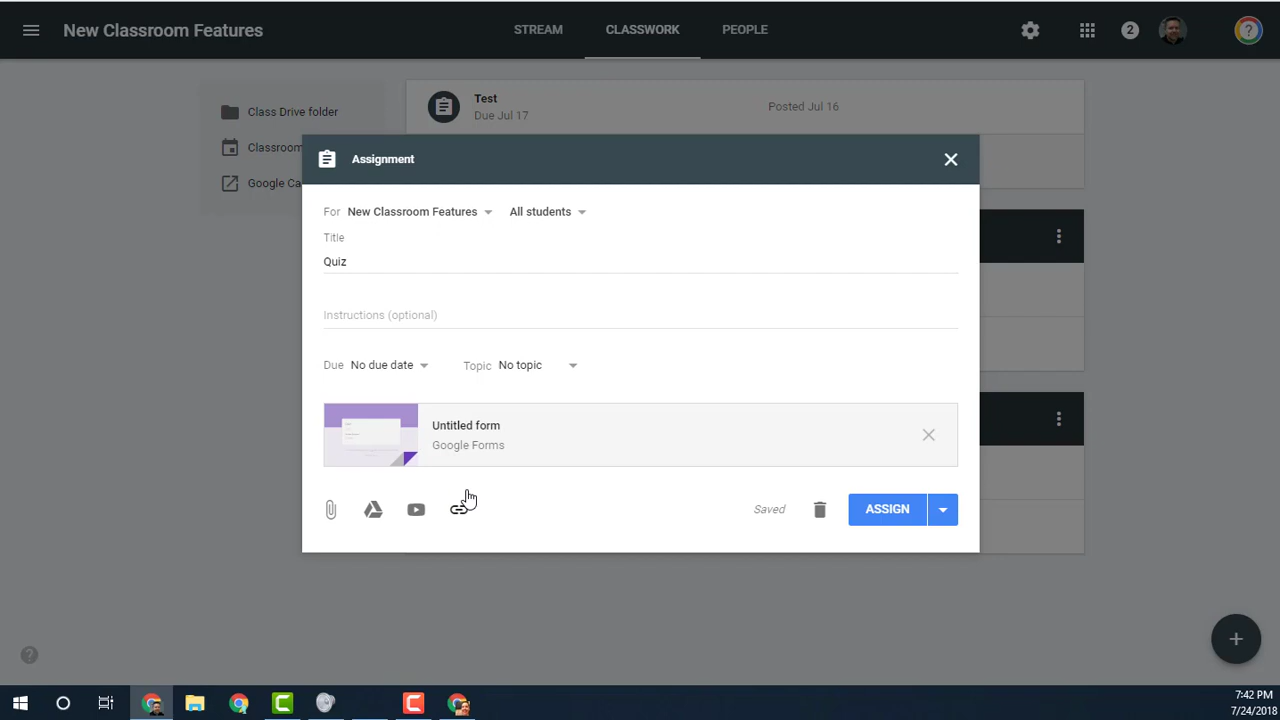 New Classroom Features
STREAM
CLASSWORK
PEOPLE
2
?
Class Drive folder
Test
Due Jul 17
Posted Jul 16
Classroom
Google Ca
Assignment
For New Classroom Features All students
Title
Quiz
Instructions (optional)
Due No due date Topic No topic
Untitled form
Google Forms
Saved
ASSIGN
?
7:42 PM
7/24/2018